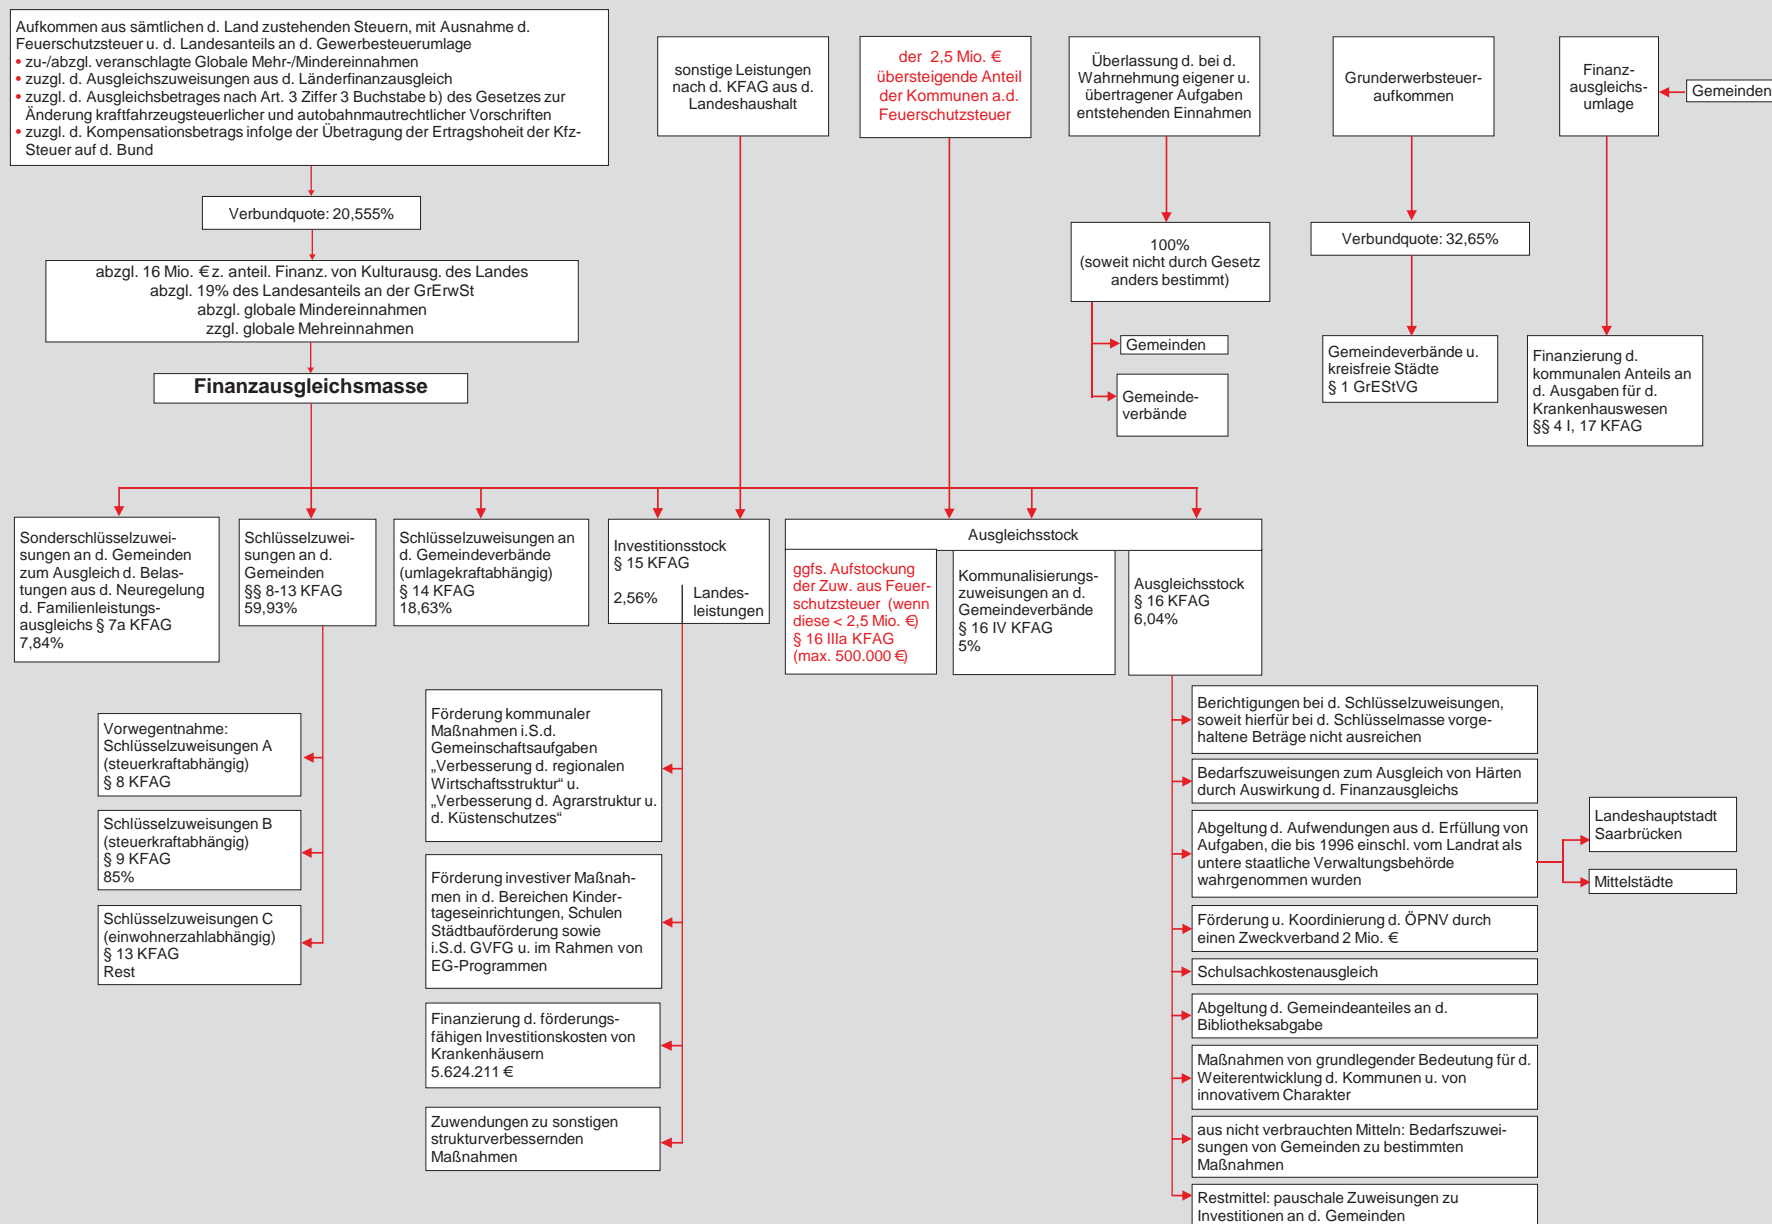 Aufkommen aus sämtlichen d. Land zustehenden Steuern, mit Ausnahme d.
Feuerschutzsteuer u. d. Landesanteils an d. Gewerbesteuerumlage
• zu-/abzgl. veranschlagte Globale Mehr-/Mindereinnahmen
• zuzgl. d. Ausgleichszuweisungen aus d. Länderfinanzausgleich
• zuzgl. d. Ausgleichsbetrages nach Art. 3 Ziffer 3 Buchstabe b) des Gesetzes zur
Änderung kraftfahrzeugsteuerlicher und autobahnmautrechtlicher Vorschriften
• zuzgl. d. Kompensationsbetrags infolge der Übetragung der Ertragshoheit der Kfz-
Steuer auf d. Bund
sonstige Leistungen
nach d. KFAG aus d.
Landeshaushalt
der 2,5 Mio. €
übersteigende Anteil
der Kommunen a.d.
Feuerschutzsteuer
Überlassung d. bei d.
Wahrnehmung eigener u.
übertragener Aufgaben
entstehenden Einnahmen
Grunderwerbsteuer-
aufkommen
Finanz-
ausgleichs-
umlage
Gemeinden
Verbundquote: 20,555%
abzgl. 16 Mio. € z. anteil. Finanz. von Kulturausg. des Landes
abzgl. 19% des Landesanteils an der GrErwSt
abzgl. globale Mindereinnahmen
zzgl. globale Mehreinnahmen
Finanzausgleichsmasse
100%
(soweit nicht durch Gesetz
anders bestimmt)
Gemeinden
Gemeinde-
verbände
Verbundquote: 32,65%
Gemeindeverbände u.
kreisfreie Städte
§ 1 GrEStVG
Finanzierung d.
kommunalen Anteils an
d. Ausgaben für d.
Krankenhauswesen
§§ 4 I, 17 KFAG
Sonderschlüsselzuwei-
sungen an d. Gemeinden
zum Ausgleich d. Belas-
tungen aus d. Neuregelung
d. Familienleistungs-
ausgleichs § 7a KFAG
7,84%
Schlüsselzuwei-
sungen an d.
Gemeinden
§§ 8-13 KFAG
59,93%
Schlüsselzuweisungen an
d. Gemeindeverbände
(umlagekraftabhängig)
§ 14 KFAG
18,63%
Investitionsstock
§ 15 KFAG
2,56%
Landes-
leistungen
Ausgleichsstock
ggfs. Aufstockung
der Zuw. aus Feuer-
schutzsteuer (wenn
diese < 2,5 Mio. €)
§ 16 IIIa KFAG
(max. 500.000 €)
Kommunalisierungs-
zuweisungen an d.
Gemeindeverbände
§ 16 IV KFAG
5%
Ausgleichsstock
§ 16 KFAG
6,04%
Vorwegentnahme:
Schlüsselzuweisungen A
(steuerkraftabhängig)
§ 8 KFAG
Schlüsselzuweisungen B
(steuerkraftabhängig)
§ 9 KFAG
85%
Schlüsselzuweisungen C
(einwohnerzahlabhängig)
§ 13 KFAG
Rest
Förderung kommunaler
Maßnahmen i.S.d.
Gemeinschaftsaufgaben
„Verbesserung d. regionalen
Wirtschaftsstruktur“ u.
„Verbesserung d. Agrarstruktur u.
d. Küstenschutzes“
Förderung investiver Maßnah-
men in d. Bereichen Kinder-
tageseinrichtungen, Schulen
Städtbauförderung sowie
i.S.d. GVFG u. im Rahmen von
EG-Programmen
Finanzierung d. förderungs-
fähigen Investitionskosten von
Krankenhäusern
5.624.211 €
Zuwendungen zu sonstigen
strukturverbessernden
Maßnahmen
Berichtigungen bei d. Schlüsselzuweisungen,
soweit hierfür bei d. Schlüsselmasse vorge-
haltene Beträge nicht ausreichen
Bedarfszuweisungen zum Ausgleich von Härten
durch Auswirkung d. Finanzausgleichs
Abgeltung d. Aufwendungen aus d. Erfüllung von
Aufgaben, die bis 1996 einschl. vom Landrat als
untere staatliche Verwaltungsbehörde
wahrgenommen wurden
Landeshauptstadt
Saarbrücken
Mittelstädte
Förderung u. Koordinierung d. ÖPNV durch
einen Zweckverband 2 Mio. €
Schulsachkostenausgleich
Abgeltung d. Gemeindeanteiles an d.
Bibliotheksabgabe
Maßnahmen von grundlegender Bedeutung für d.
Weiterentwicklung d. Kommunen u. von
innovativem Charakter
aus nicht verbrauchten Mitteln: Bedarfszuwei-
sungen von Gemeinden zu bestimmten
Maßnahmen
Restmittel: pauschale Zuweisungen zu
Investitionen an d. Gemeinden